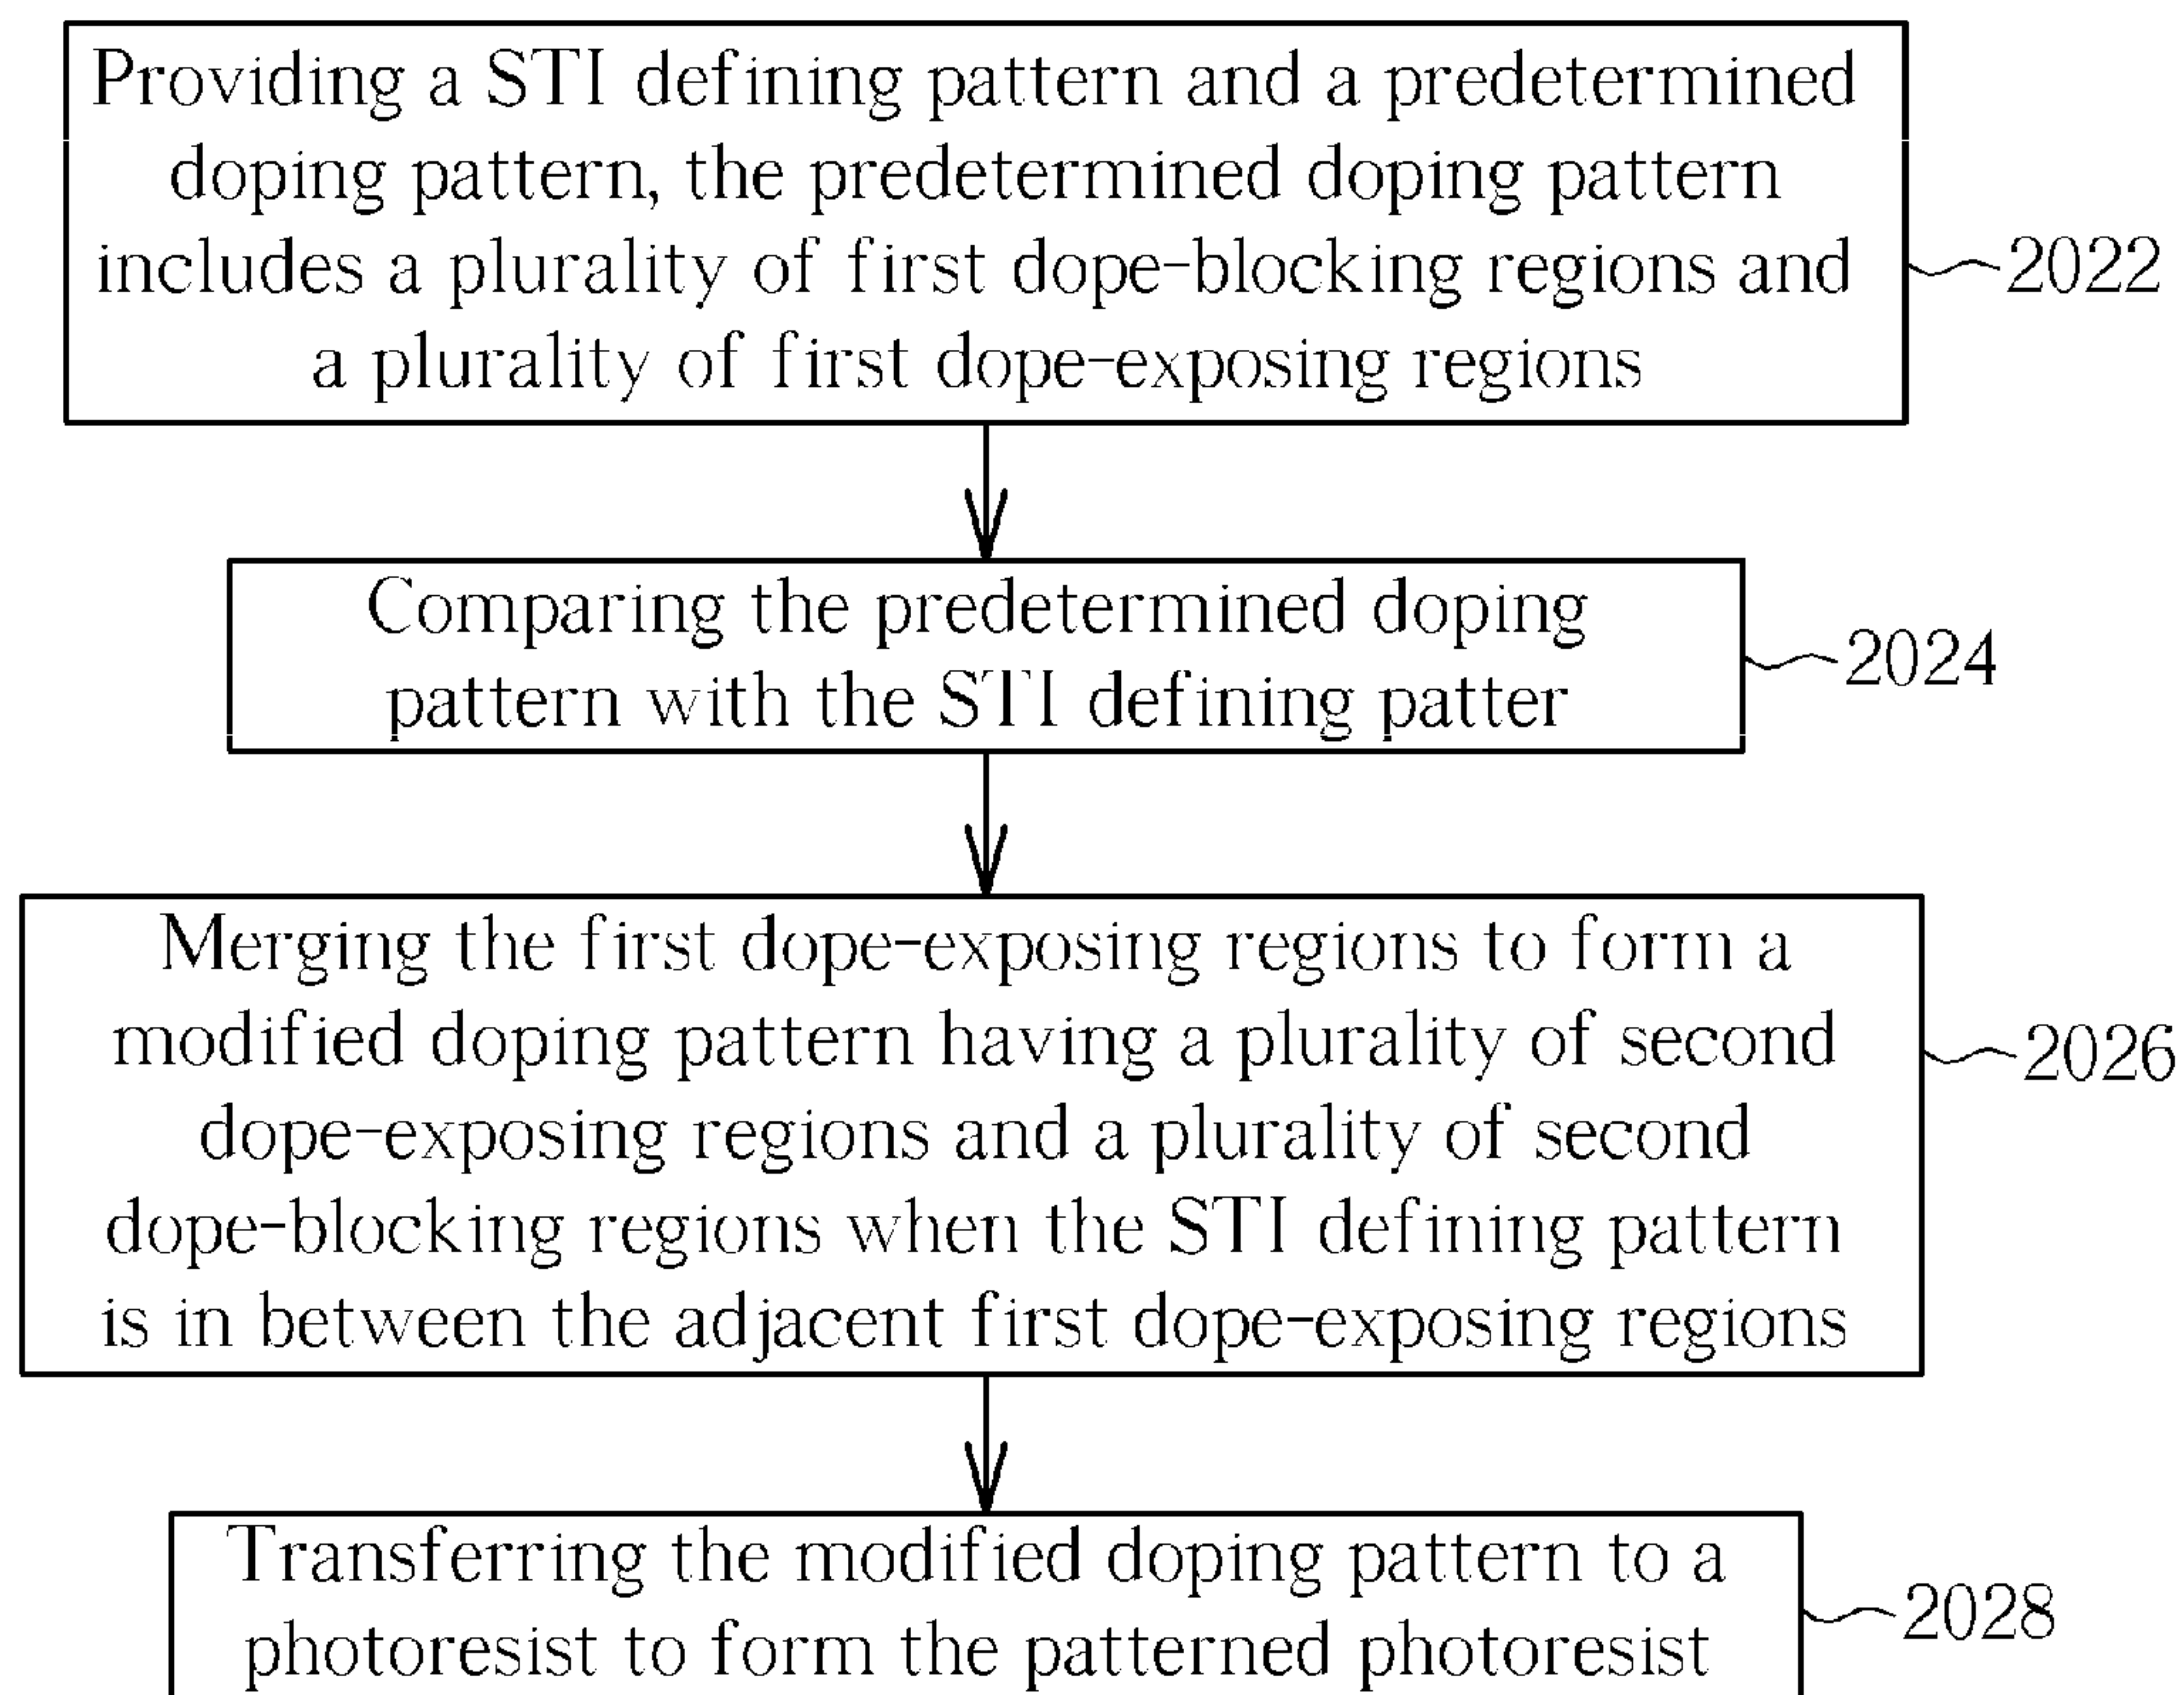 Providing a STI defining pattern and a predetermined
doping pattern, the predetermined doping pattern
includes a plurality of first dope-blocking regions and
a plurality of first dope-exposing regions
2022
Comparing the predetermined doping
pattern with the STI defining patter
2024
Merging the first dope-exposing regions to form a
modified doping pattern having a plurality of second
dope-exposing regions and a plurality of second
dope-blocking regions when the STI defining pattern
is in between the adjacent first dope-exposing regions
2026
Transferring the modified doping pattern to a
photoresist to form the patterned photoresist
2028